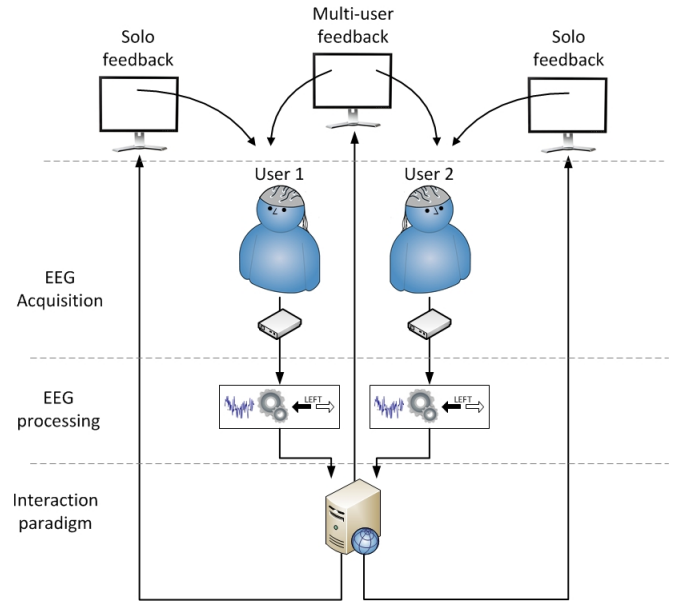 Multi-user
feedback
Solo
feedback
Solo
feedback
User 1
User 2
EEG
Acquisition
EEG
processing
LEFT
LEFT
Interaction
paradigm